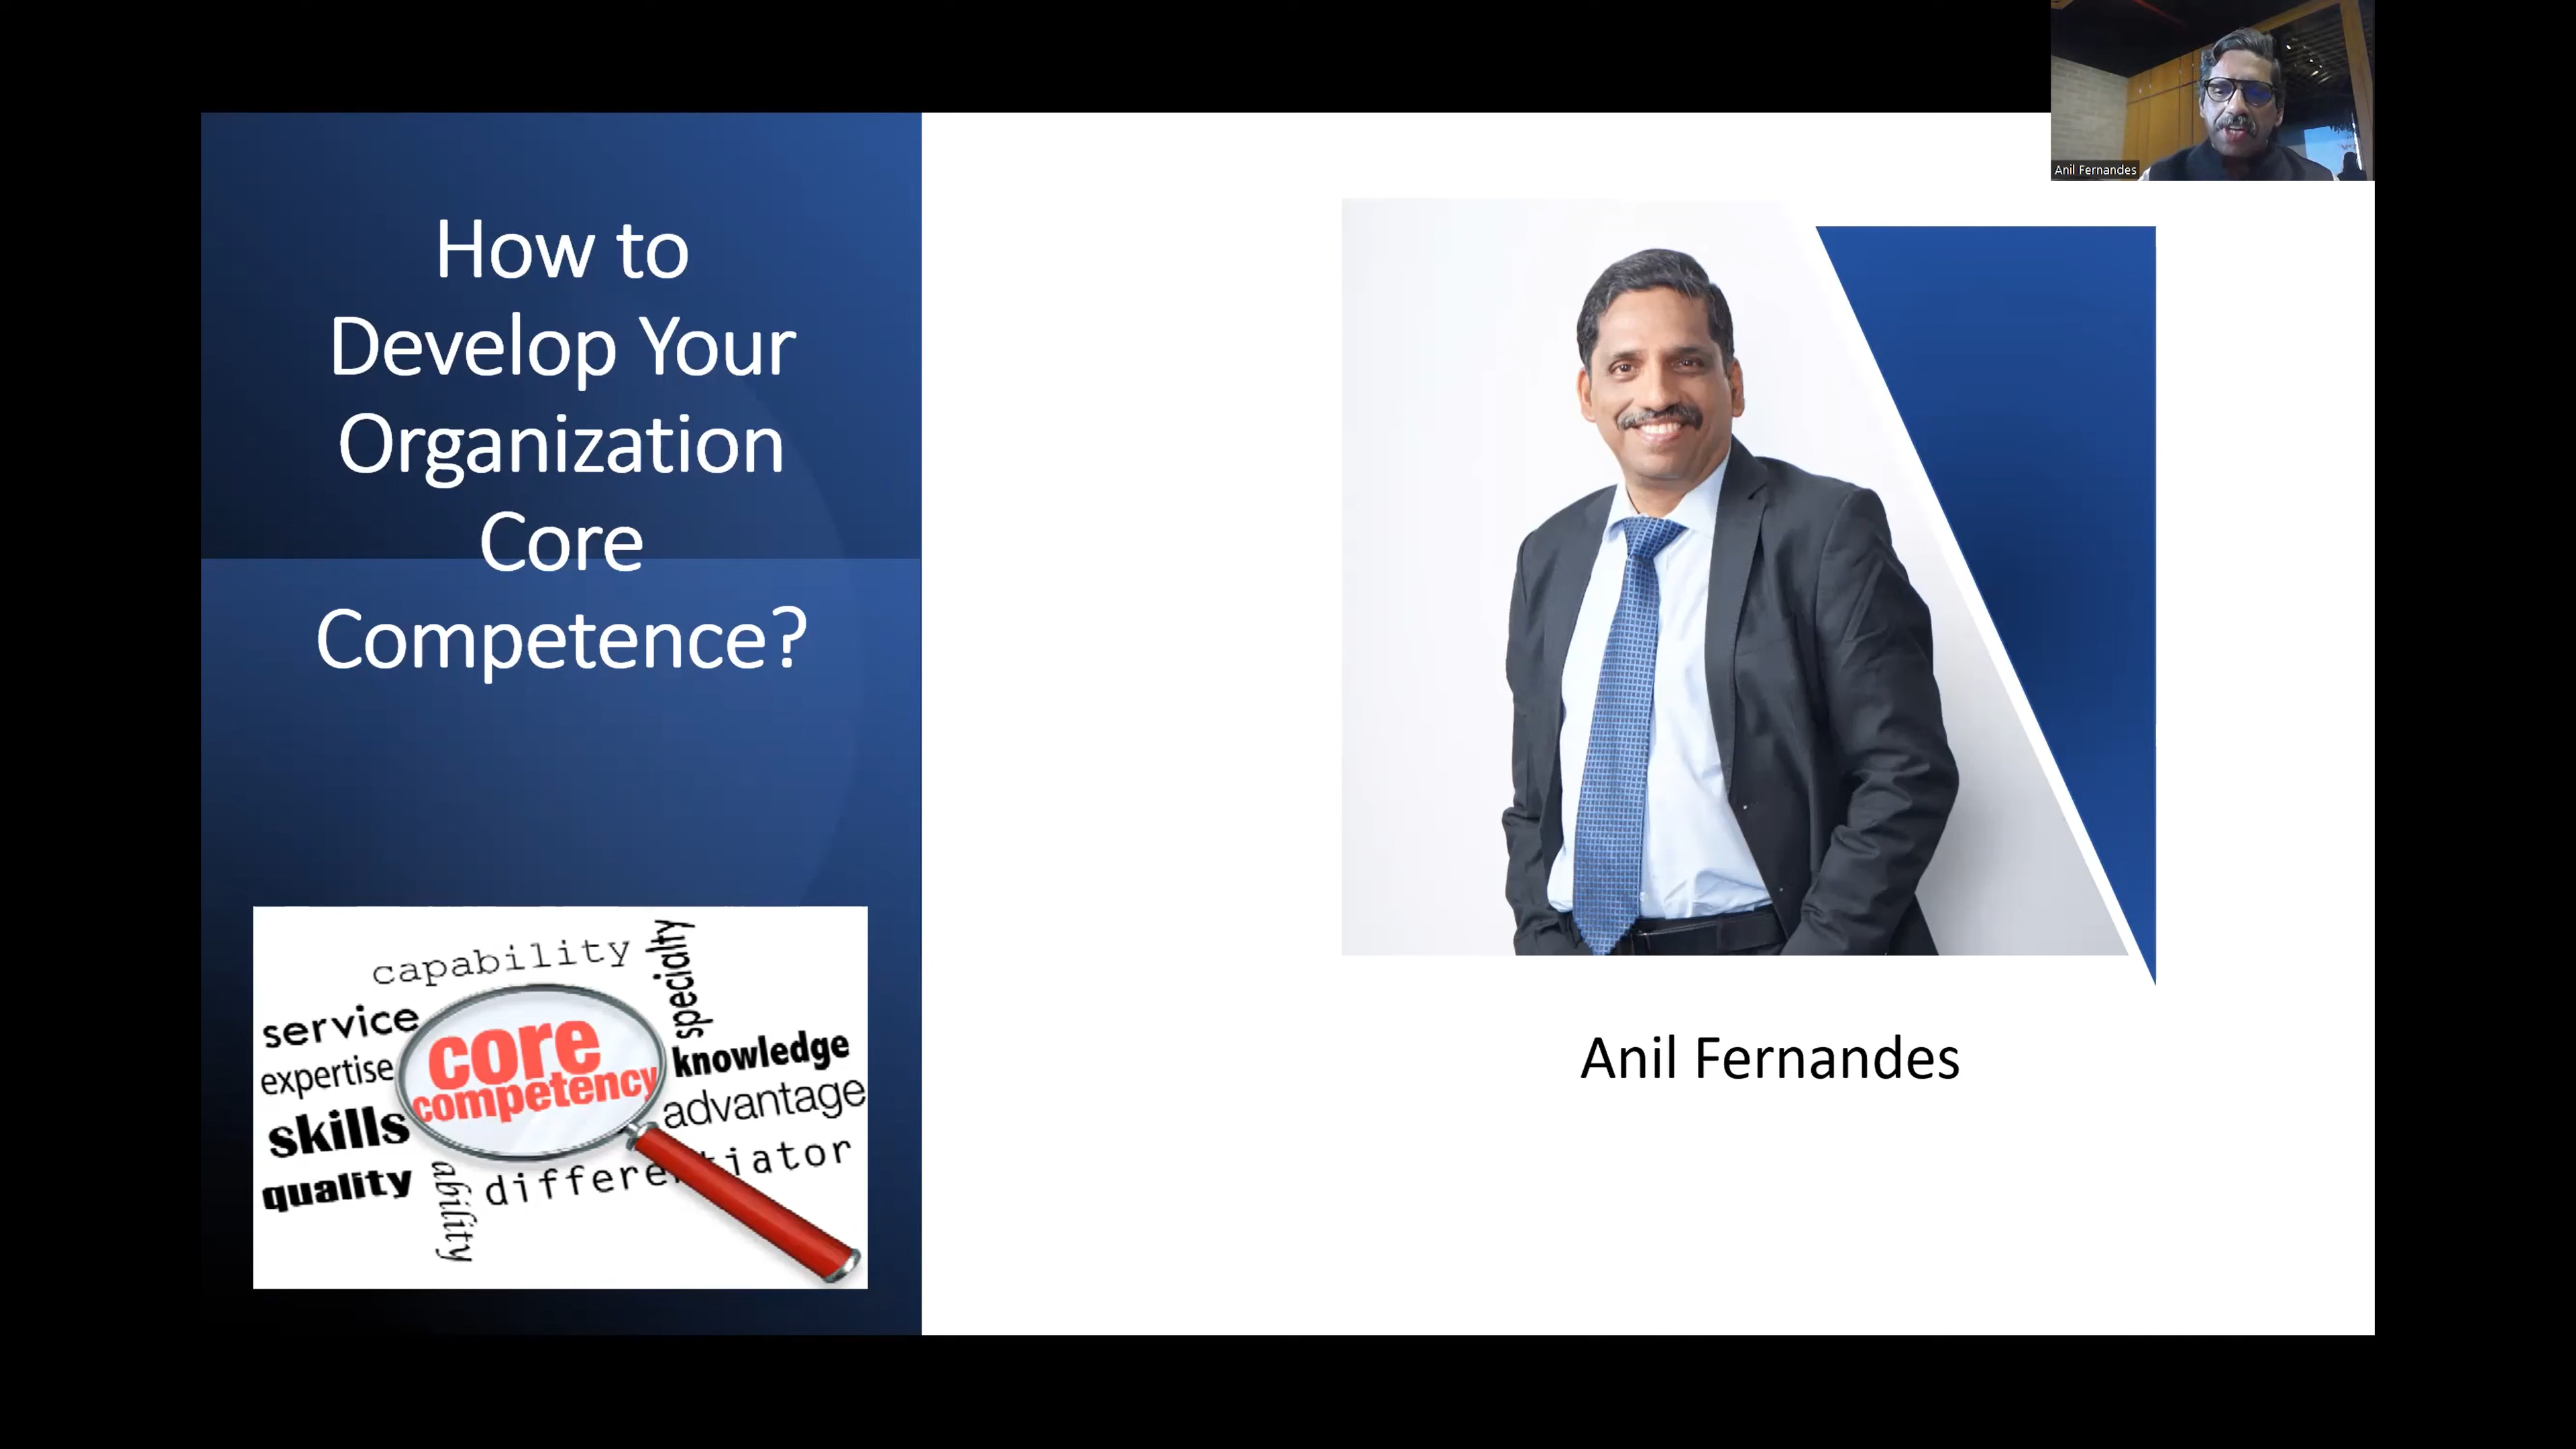 Anil Fernandes
How to
Develop Your
Organization
Core
Competence?
capability
specialty
service
expertise
skills
quality
ability
core
competency
knowledge
advantage
differentiator
Anil Fernandes